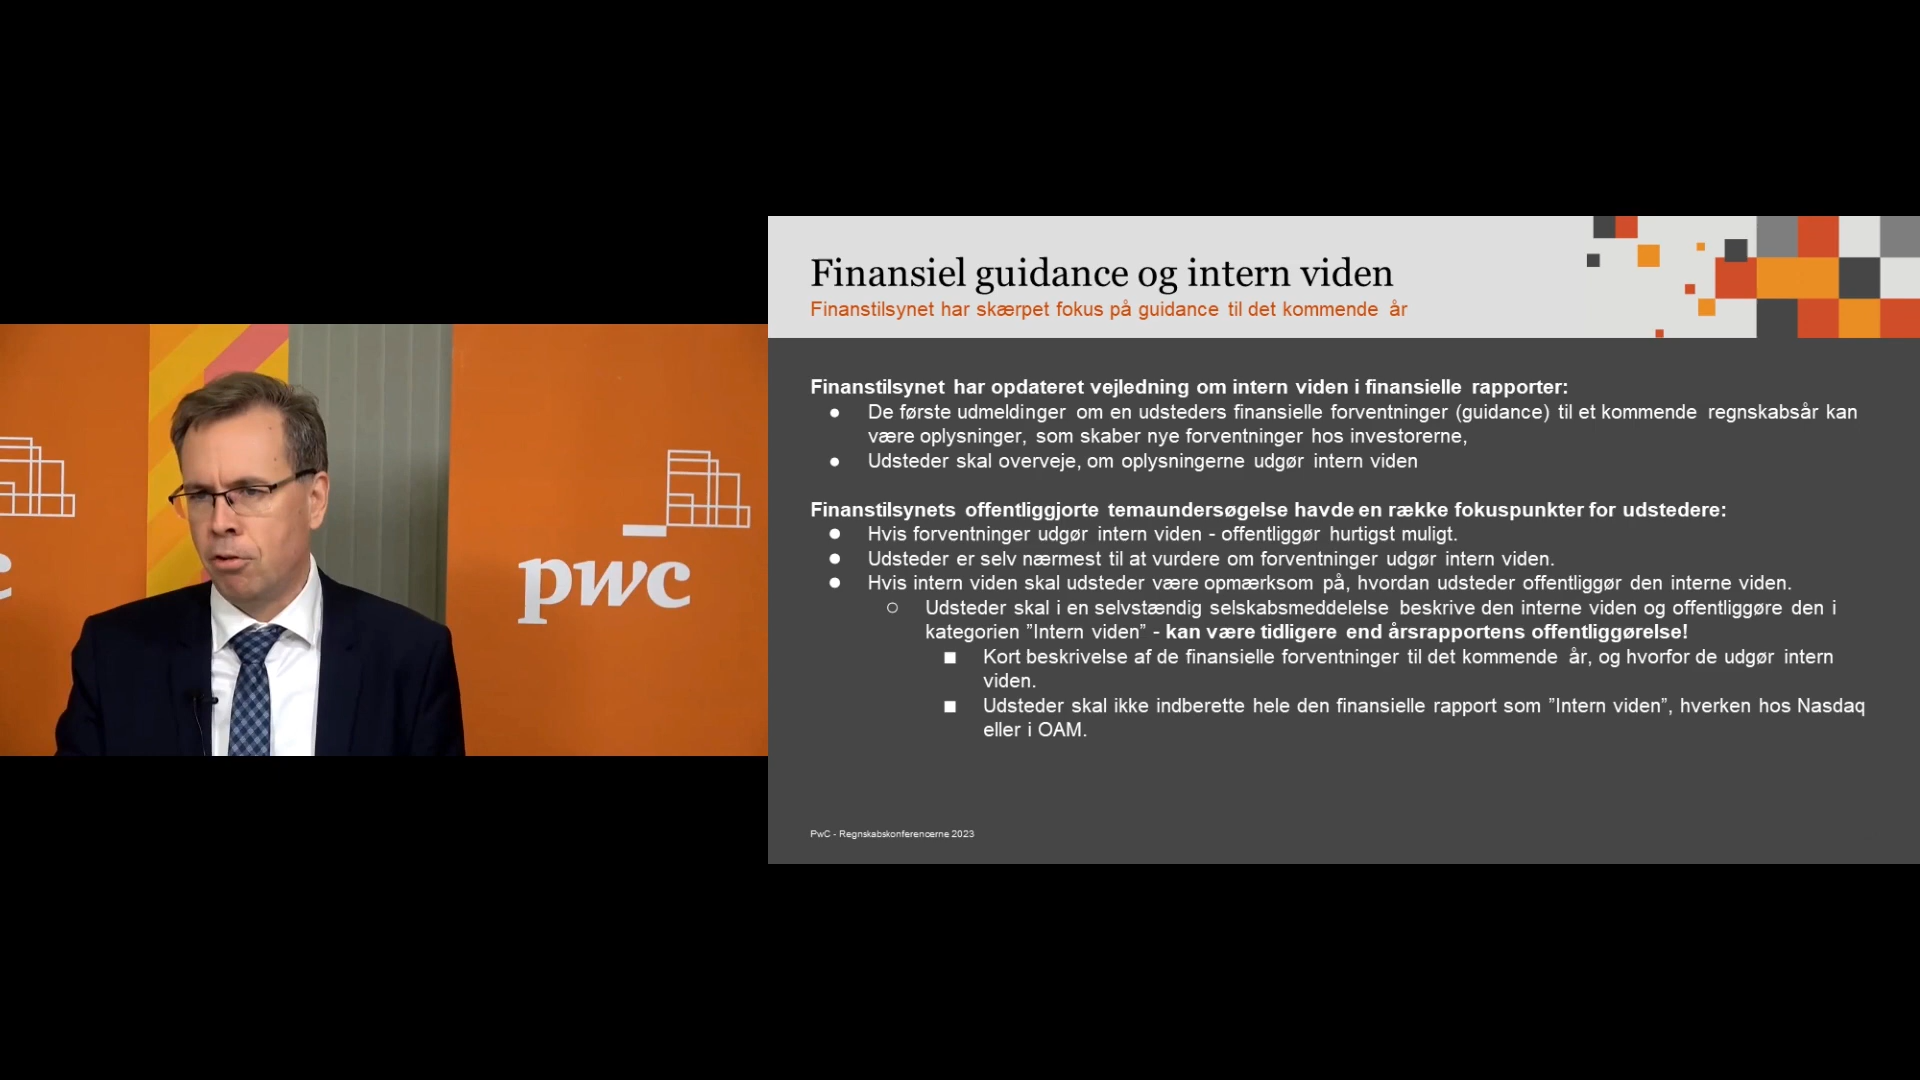 pwc
Finansiel guidance og intern viden
Finanstilsynet har skærpet fokus på guidance til det kommende år
Finanstilsynet har opdateret vejledning om intern viden i finansielle rapporter:
● De første udmeldinger om en udsteders finansielle forventninger (guidance) til et kommende regnskabsår kan
være oplysninger, som skaber nye forventninger hos investorerne,
● Udsteder skal overveje, om oplysningerne udgør intern viden
Finanstilsynets offentliggjorte temaundersøgelse havde en række fokuspunkter for udstedere:
● Hvis forventninger udgør intern viden - offentliggør hurtigst muligt.
● Udsteder er selv nærmest til at vurdere om forventninger udgør intern viden.
● Hvis intern viden skal udsteder være opmærksom på, hvordan udsteder offentliggør den interne viden.
○ Udsteder skal i en selvstændig selskabsmeddelelse beskrive den interne viden og offentliggøre den i
kategorien ”Intern viden” - kan være tidligere end årsrapportens offentliggørelse!
■ Kort beskrivelse af de finansielle forventninger til det kommende år, og hvorfor de udgør intern
viden.
■ Udsteder skal ikke indberette hele den finansielle rapport som ”Intern viden”, hverken hos Nasdaq
eller i OAM.
PwC - Regnskabskonferencerne 2023